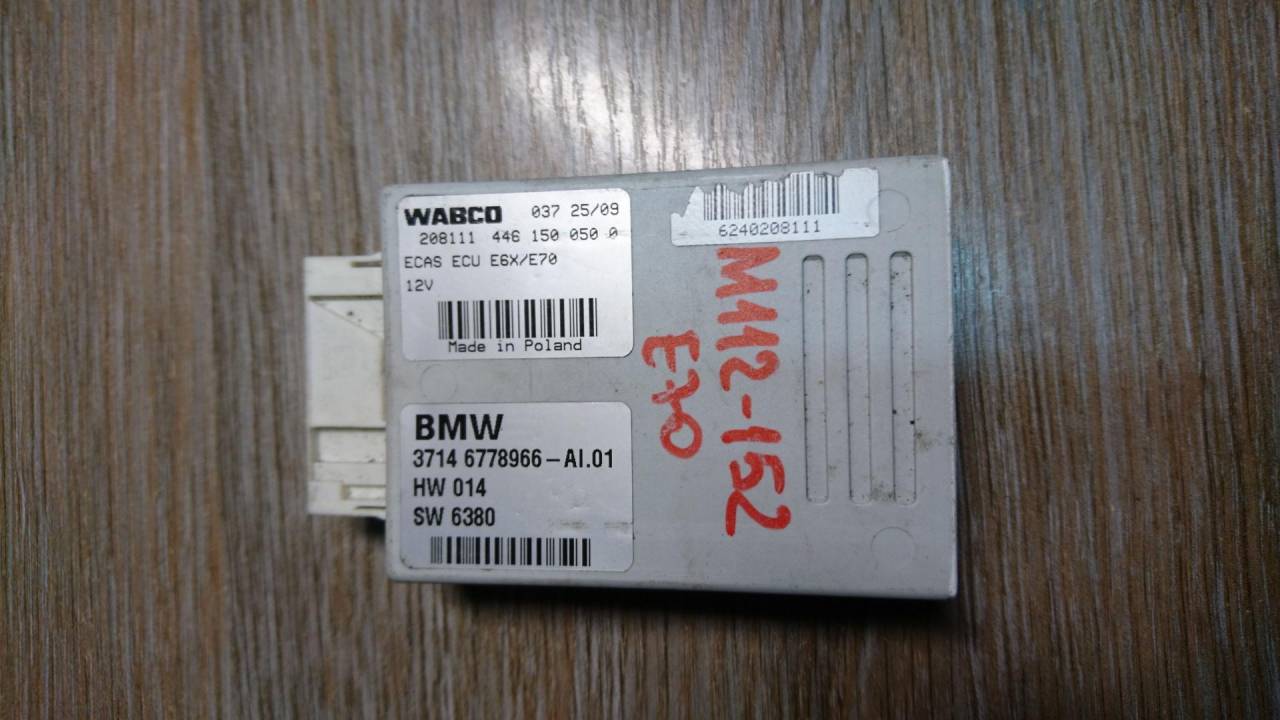 WABCO 037 25/09
208111 446 150 050 0
ECAS ECU E6X/E70
12V
Made in Poland
BMW
3714 6778966-AI.01
HW 014
SW 6380
6240208111
M112-152
E70